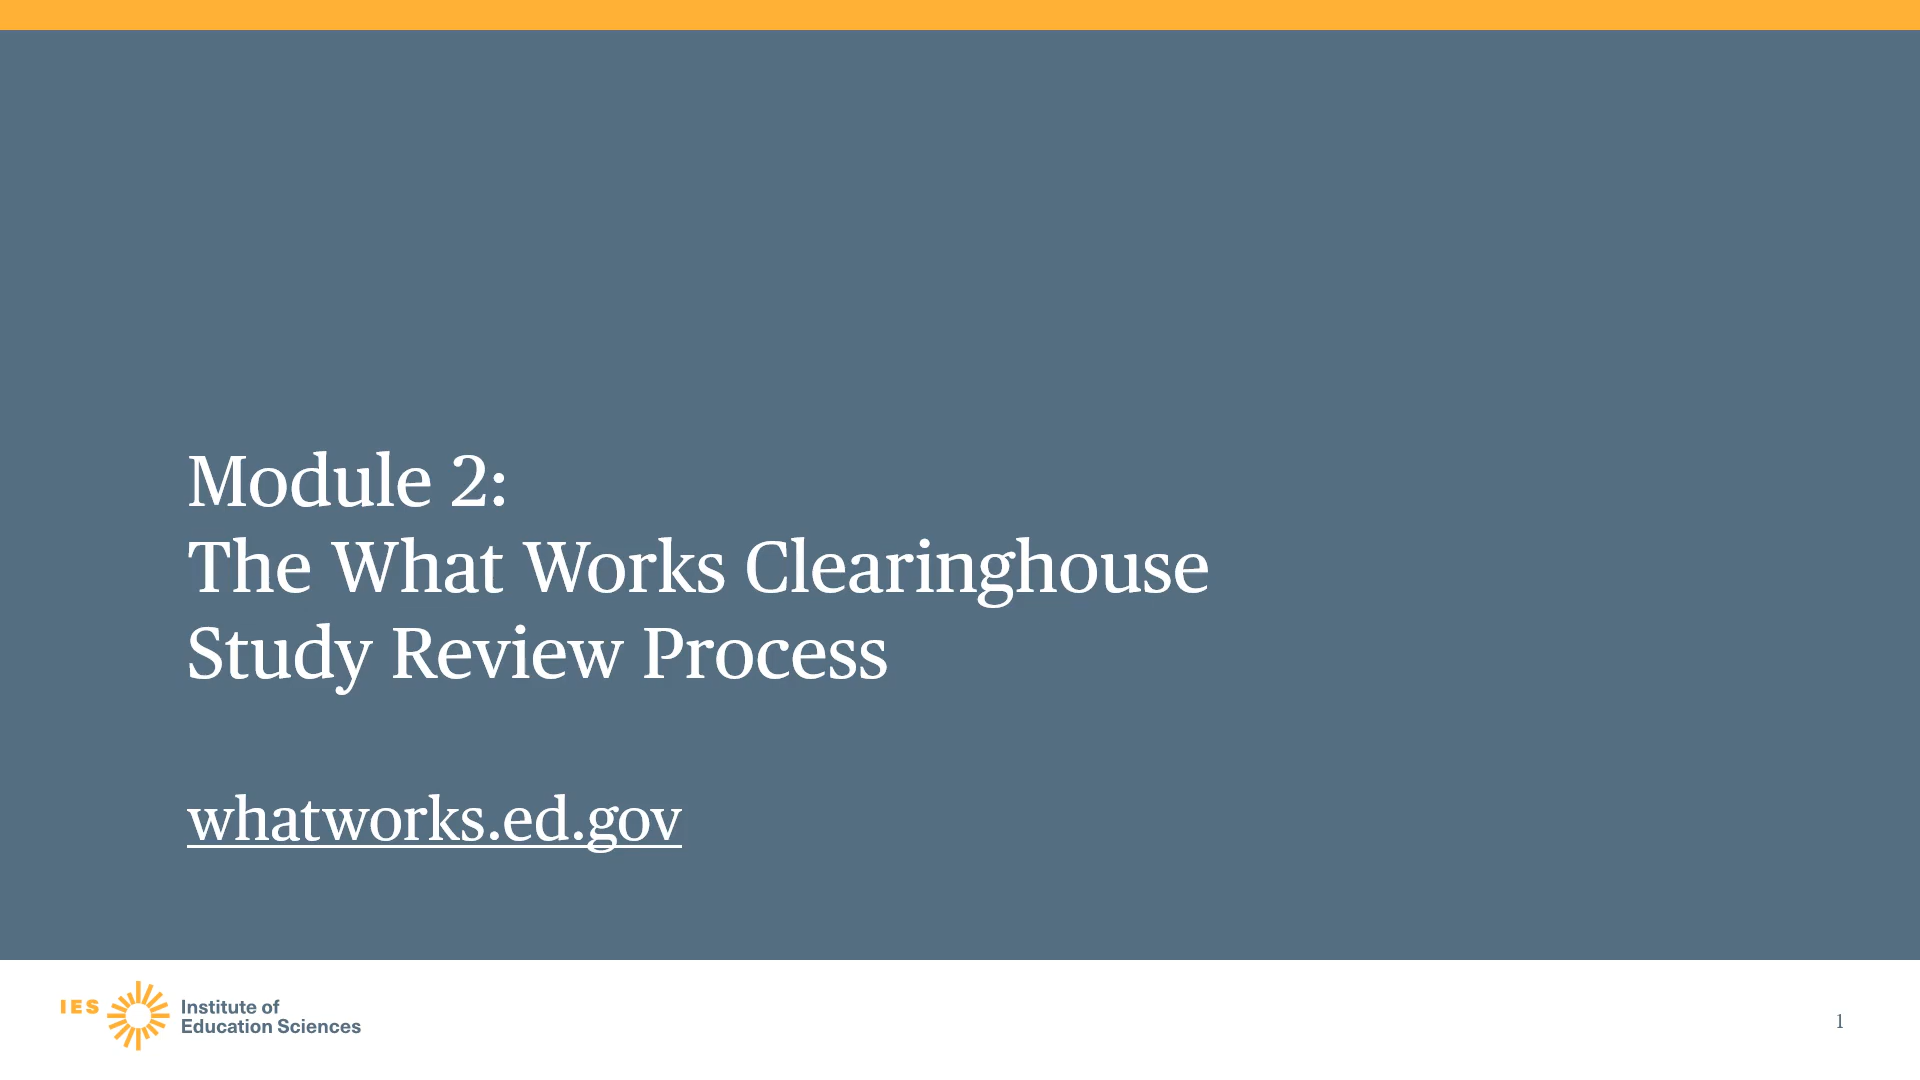 Module 2:
The What Works Clearinghouse
Study Review Process
whatworks.ed.gov
IES
Institute of
Education Sciences
1